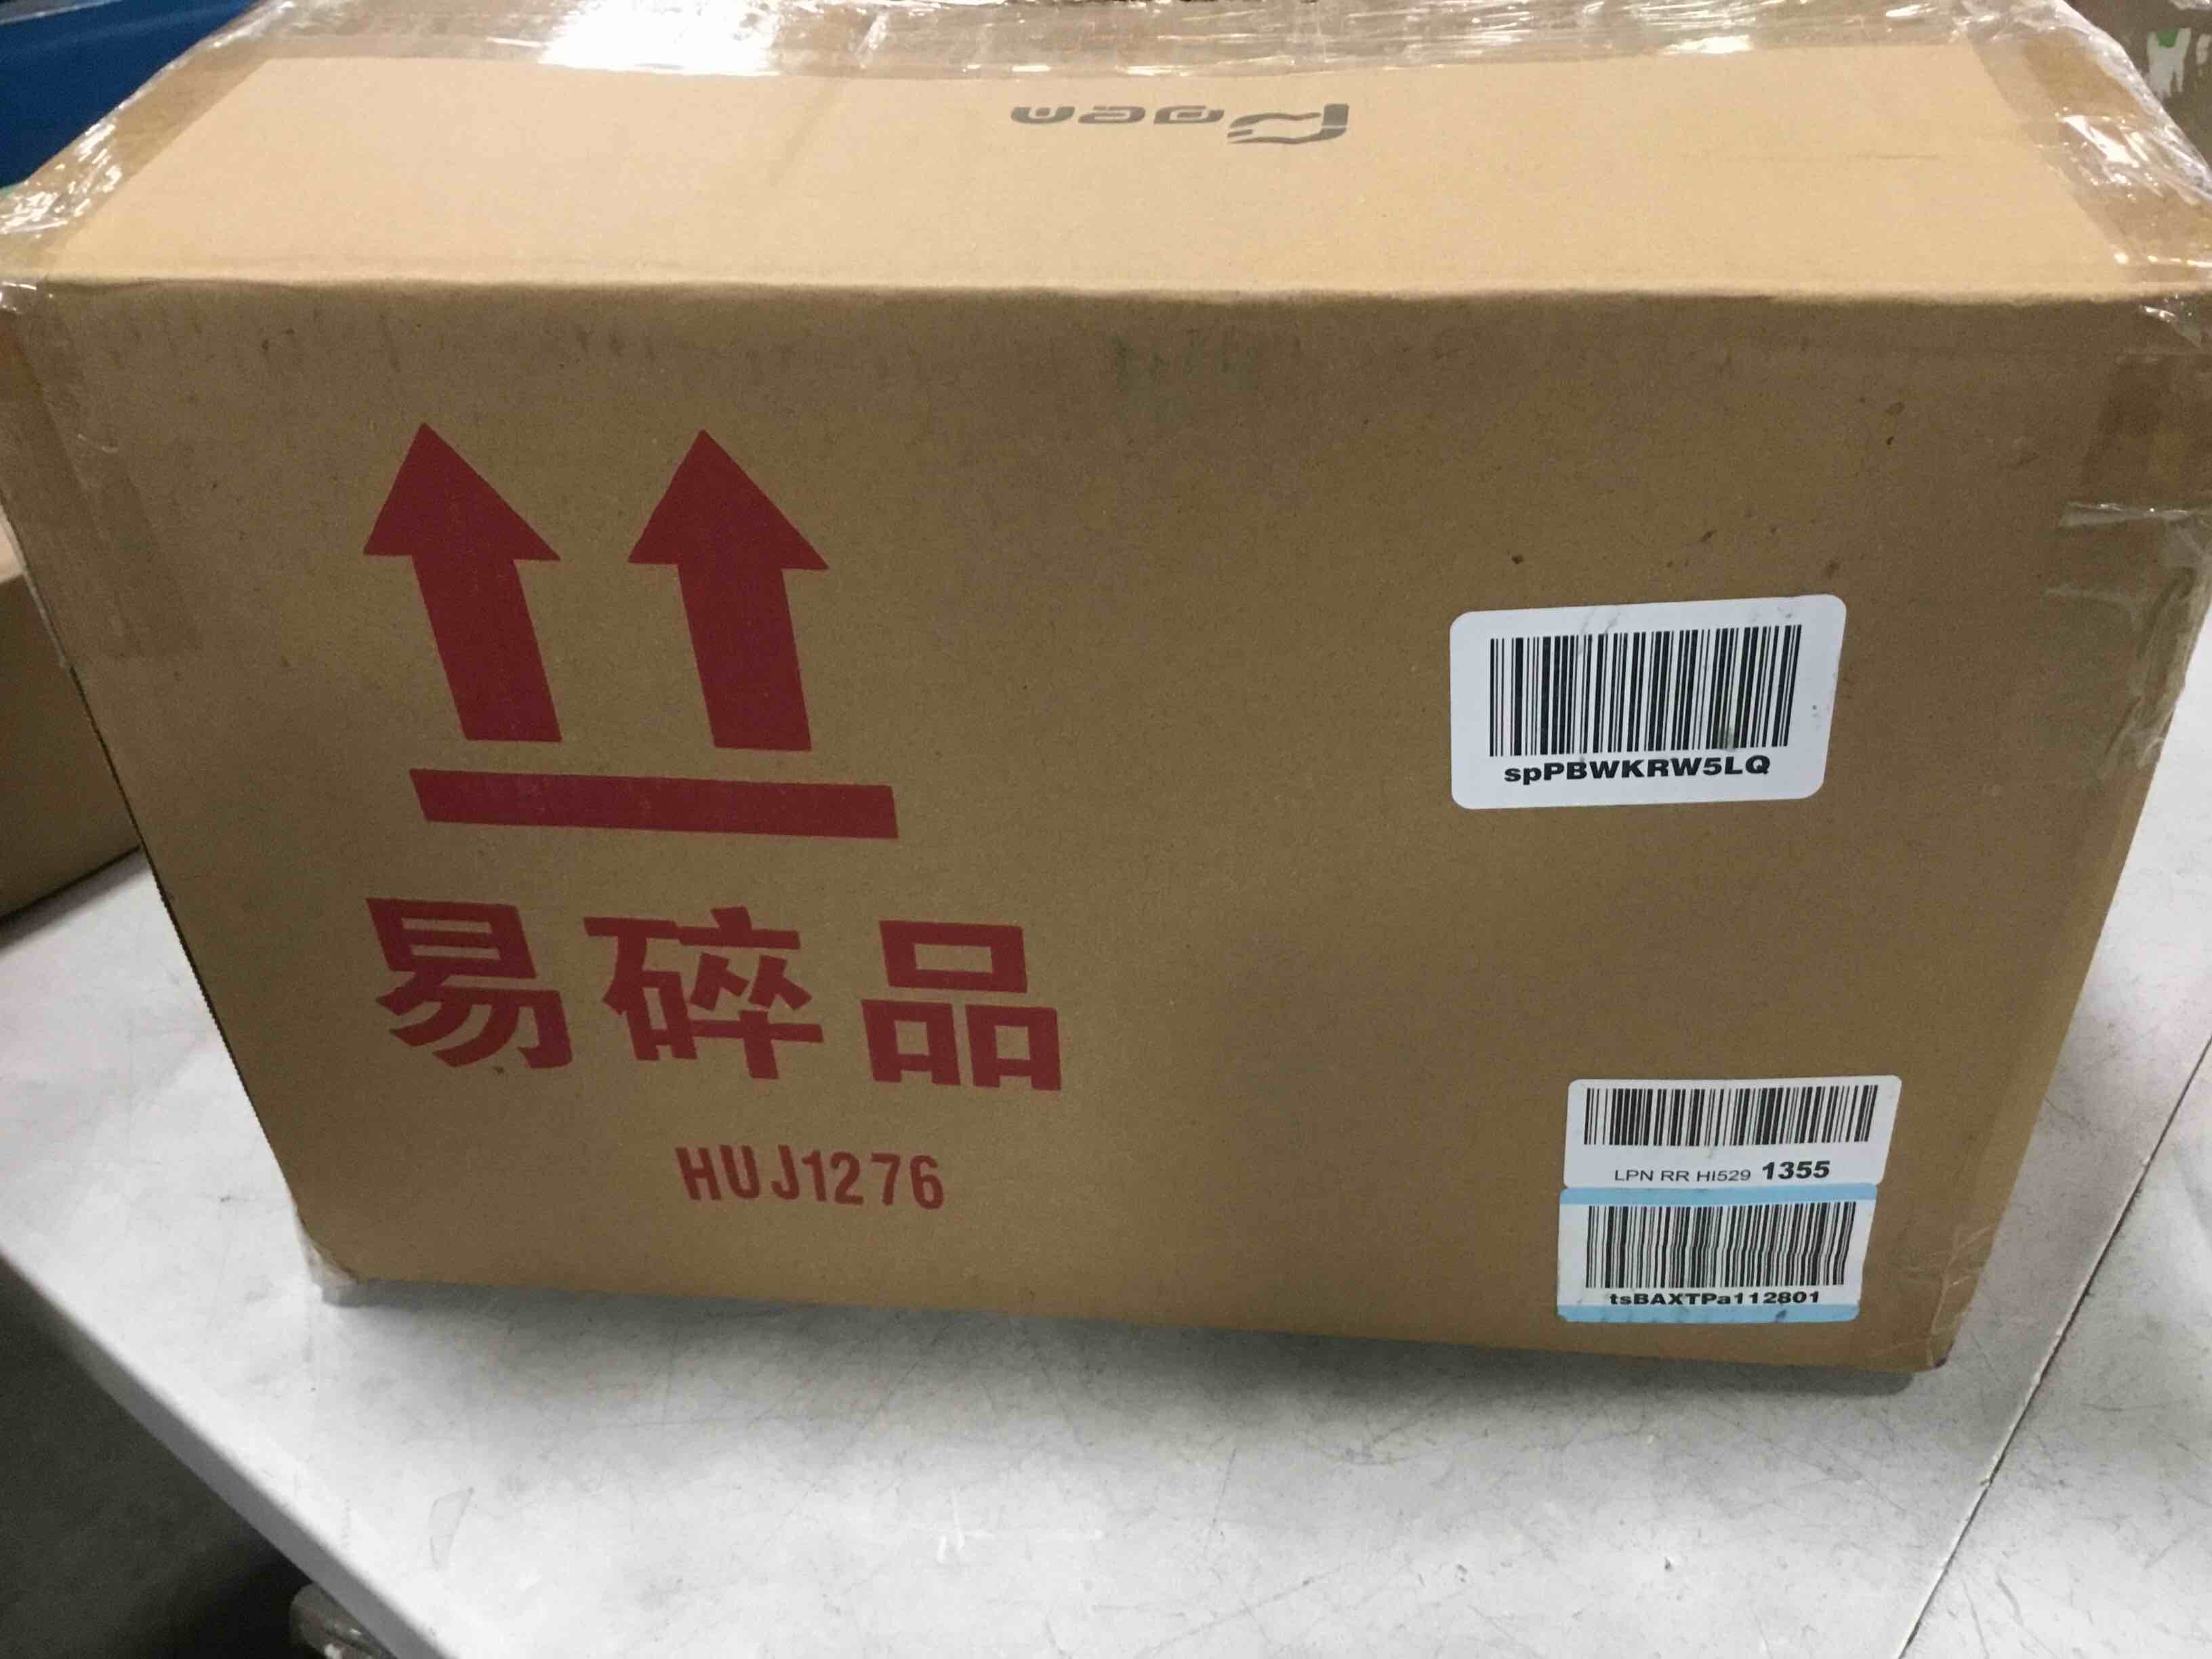 易碎品
HUJ1276
spPBWKRW5LQ
LPN RR HI529 1355
tsBAXTPa112801